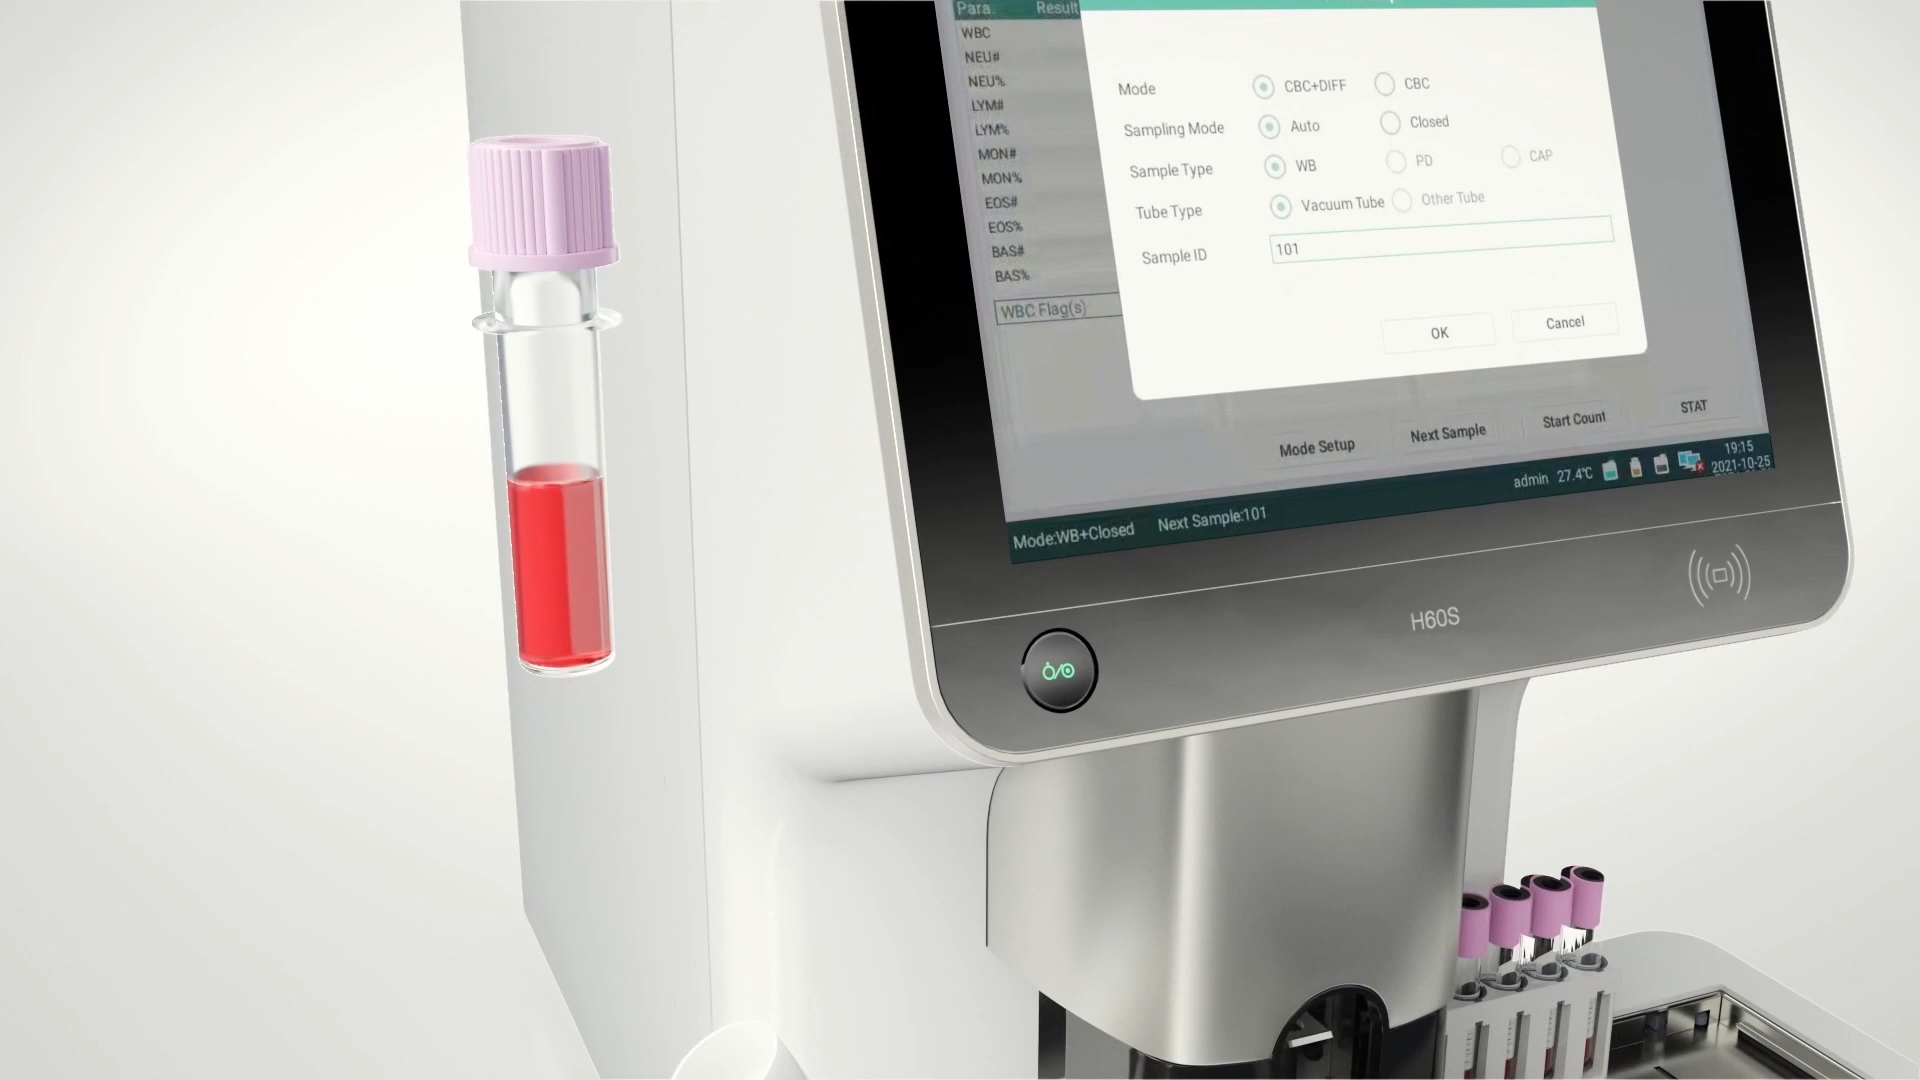 Para. Result
WBC
NEU#
NEU%
LYM#
LYM%
MON#
MON%
EOS#
EOS%
BAS#
BAS%
WBC Flag(s)
Mode CBC+DIFF CBC
Sampling Mode Auto Closed
Sample Type WB PD CAP
Tube Type Vacuum Tube Other Tube
Sample ID 101
OK Cancel
Mode Setup Next Sample Start Count STAT
Mode:WB+Closed Next Sample:101 admin 27.4℃ 19:15
2021-10-25
H60S